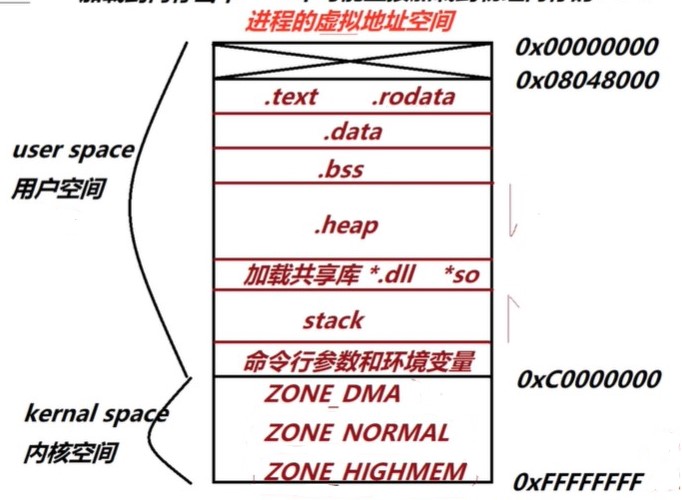 进程的虚拟地址空间
0x00000000
0x08048000
.text .rodata
.data
user space
用户空间
.bss
.heap
加载共享库 *.dll *so
stack
命令行参数和环境变量
0xC0000000
ZONE_DMA
kernal space
内核空间
ZONE NORMAL
ZONE_HIGHMEM
0xFFFFFFFF